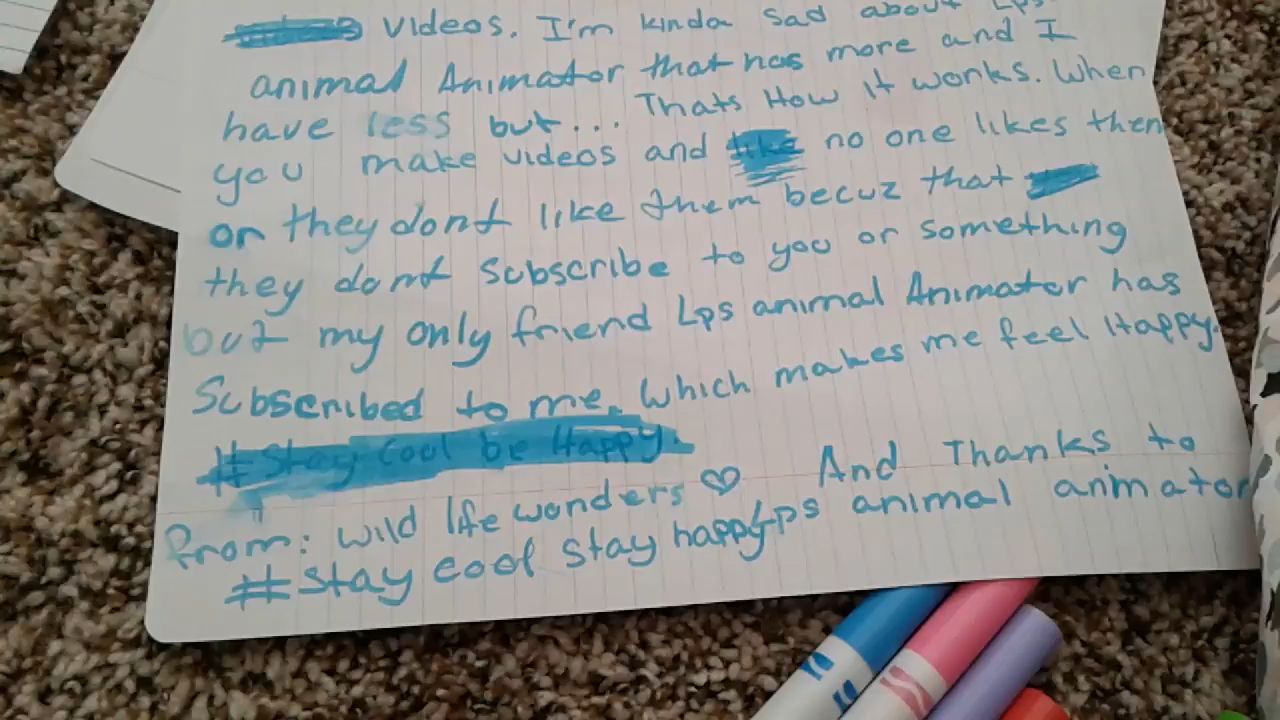 Videos. I'm kinda sad about Lps
animal Animator that has more and I
have less but... Thats How it works. When
you make videos and like no one likes them
or they dont like them becuz that
they dont subscribe to you or something
but my only friend Lps animal Animator has
Subscribed to me. Which makes me feel Happy.
#Stay Cool be Happy.
from: wild life wonders ♡ And Thanks to
#stay cool stay happy Lps animal animator